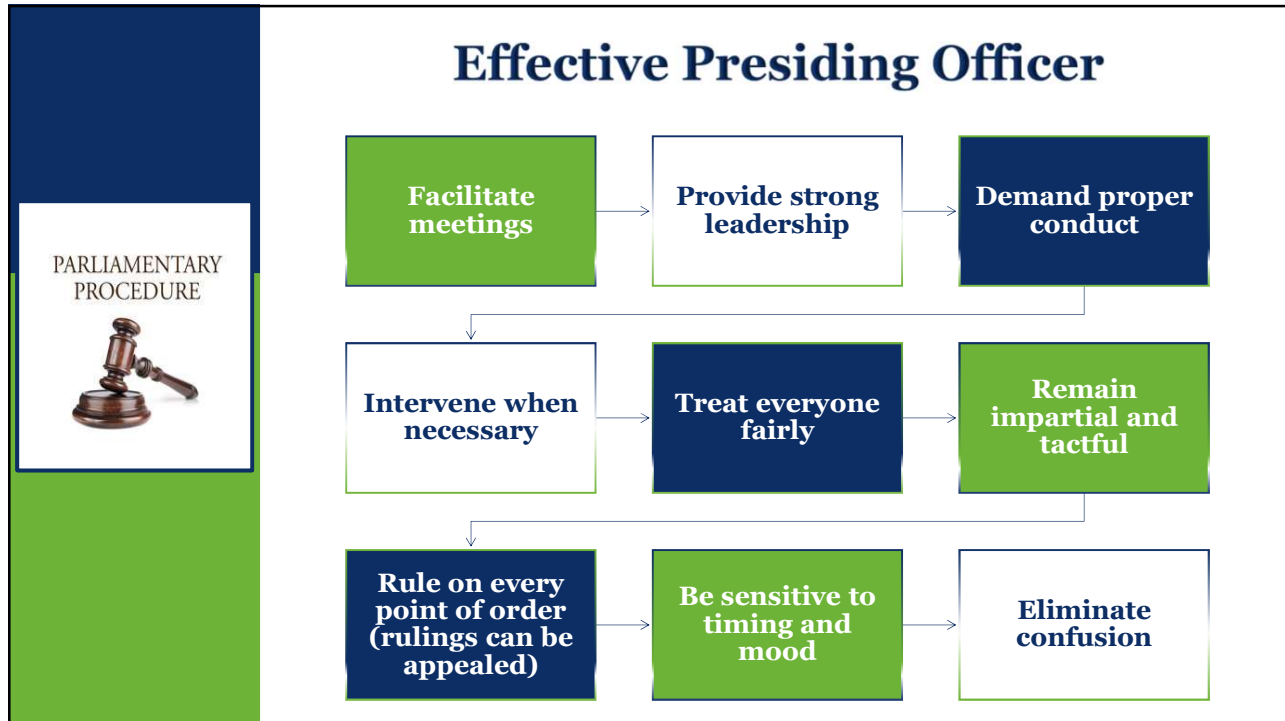 Effective Presiding Officer
PARLIAMENTARY
PROCEDURE
Facilitate
meetings
Provide strong
leadership
Demand proper
conduct
Intervene when
necessary
Treat everyone
fairly
Remain
impartial and
tactful
Rule on every
point of order
(rulings can be
appealed)
Be sensitive to
timing and
mood
Eliminate
confusion